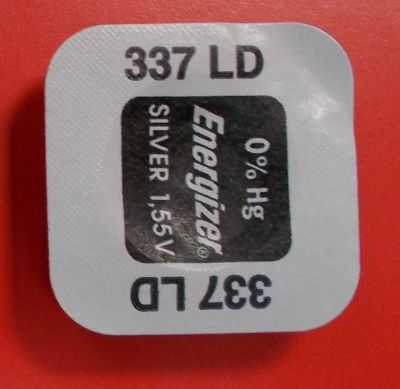 337 LD
0% Hg
Energizer®
SILVER 1,55V
337 LD